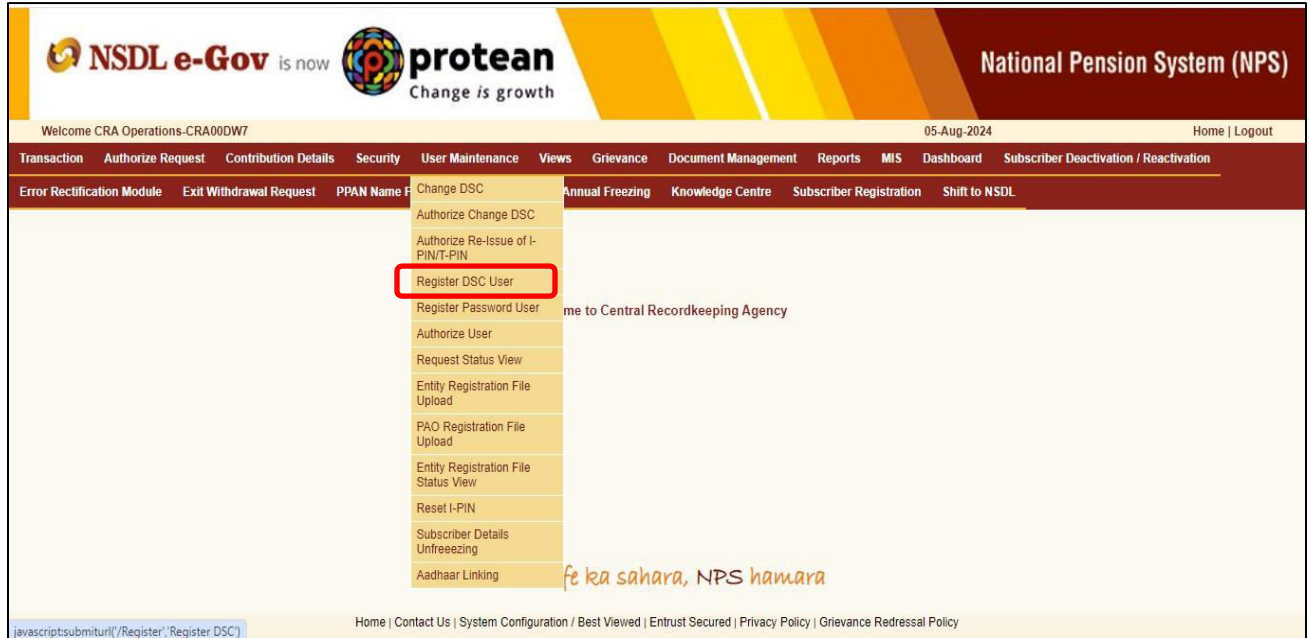 NSDL e-Gov is now protean
Change is growth
National Pension System (NPS)
Welcome CRA Operations-CRA00DW7 05-Aug-2024 Home | Logout
Transaction Authorize Request Contribution Details Security User Maintenance Views Grievance Document Management Reports MIS Dashboard Subscriber Deactivation / Reactivation
Error Rectification Module Exit Withdrawal Request PPAN Name F Annual Freezing Knowledge Centre Subscriber Registration Shift to NSDL
Change DSC
Authorize Change DSC
Authorize Re-Issue of I-
PIN/T-PIN
Register DSC User
Register Password User
me to Central Recordkeeping Agency
Authorize User
Request Status View
Entity Registration File
Upload
PAO Registration File
Upload
Entity Registration File
Status View
Reset I-PIN
Subscriber Details
Unfreeezing
Aadhaar Linking
fe ka sahara, NPS hamara
Home | Contact Us | System Configuration / Best Viewed | Entrust Secured | Privacy Policy | Grievance Redressal Policy
javascript:submiturl('/Register','Register DSC')